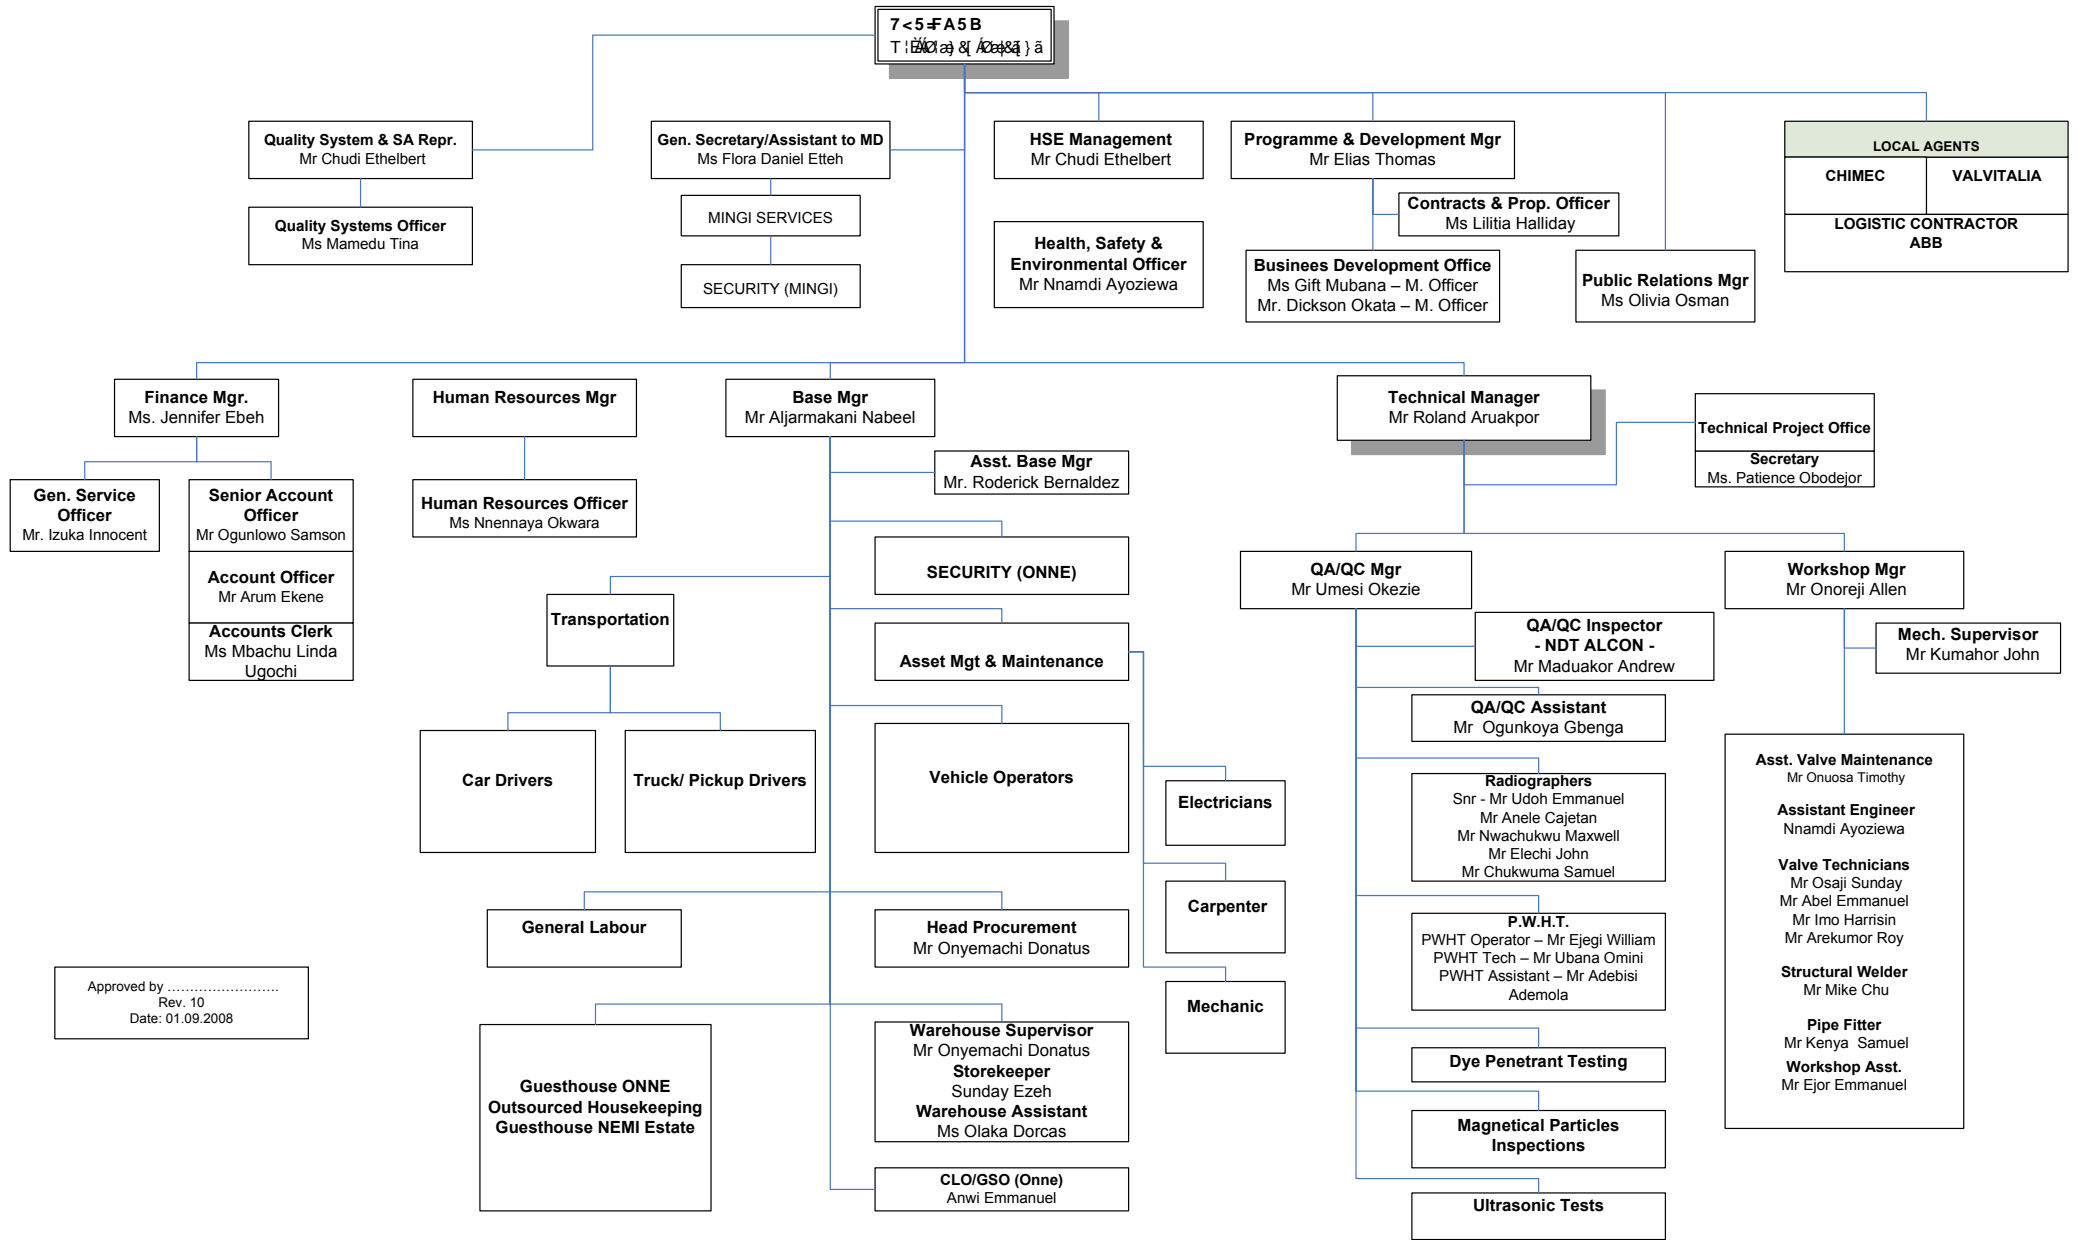 Quality System & SA Repr.
Mr Chudi Ethelbert
Quality Systems Officer
Ms Mamedu Tina
Gen. Secretary/Assistant to MD
Ms Flora Daniel Etteh
MINGI SERVICES
SECURITY (MINGI)
HSE Management
Mr Chudi Ethelbert
Health, Safety &
Environmental Officer
Mr Nnamdi Ayoziewa
Programme & Development Mgr
Mr Elias Thomas
Contracts & Prop. Officer
Ms Lilitia Halliday
Businees Development Office
Ms Gift Mubana – M. Officer
Mr. Dickson Okata – M. Officer
Public Relations Mgr
Ms Olivia Osman
LOCAL AGENTS
CHIMEC
VALVITALIA
LOGISTIC CONTRACTOR
ABB
Finance Mgr.
Ms. Jennifer Ebeh
Gen. Service
Officer
Mr. Izuka Innocent
Senior Account
Officer
Mr Ogunlowo Samson
Account Officer
Mr Arum Ekene
Accounts Clerk
Ms Mbachu Linda
Ugochi
Human Resources Mgr
Human Resources Officer
Ms Nnennaya Okwara
Base Mgr
Mr Aljarmakani Nabeel
Asst. Base Mgr
Mr. Roderick Bernaldez
SECURITY (ONNE)
Transportation
Asset Mgt & Maintenance
Car Drivers
Truck/ Pickup Drivers
Vehicle Operators
Electricians
Carpenter
Mechanic
General Labour
Head Procurement
Mr Onyemachi Donatus
Guesthouse ONNE
Outsourced Housekeeping
Guesthouse NEMI Estate
Warehouse Supervisor
Mr Onyemachi Donatus
Storekeeper
Sunday Ezeh
Warehouse Assistant
Ms Olaka Dorcas
CLO/GSO (Onne)
Anwi Emmanuel
Technical Manager
Mr Roland Aruakpor
Technical Project Office
Secretary
Ms. Patience Obodejor
QA/QC Mgr
Mr Umesi Okezie
QA/QC Inspector
- NDT ALCON -
Mr Maduakor Andrew
QA/QC Assistant
Mr Ogunkoya Gbenga
Radiographers
Snr - Mr Udoh Emmanuel
Mr Anele Cajetan
Mr Nwachukwu Maxwell
Mr Elechi John
Mr Chukwuma Samuel
P.W.H.T.
PWHT Operator – Mr Ejegi William
PWHT Tech – Mr Ubana Omini
PWHT Assistant – Mr Adebisi
Ademola
Dye Penetrant Testing
Magnetical Particles
Inspections
Ultrasonic Tests
Workshop Mgr
Mr Onoreji Allen
Mech. Supervisor
Mr Kumahor John
Asst. Valve Maintenance
Mr Onuosa Timothy
Assistant Engineer
Nnamdi Ayoziewa
Valve Technicians
Mr Osaji Sunday
Mr Abel Emmanuel
Mr Imo Harrisin
Mr Arekumor Roy
Structural Welder
Mr Mike Chu
Pipe Fitter
Mr Kenya Samuel
Workshop Asst.
Mr Ejor Emmanuel
Approved by .........................
Rev. 10
Date: 01.09.2008